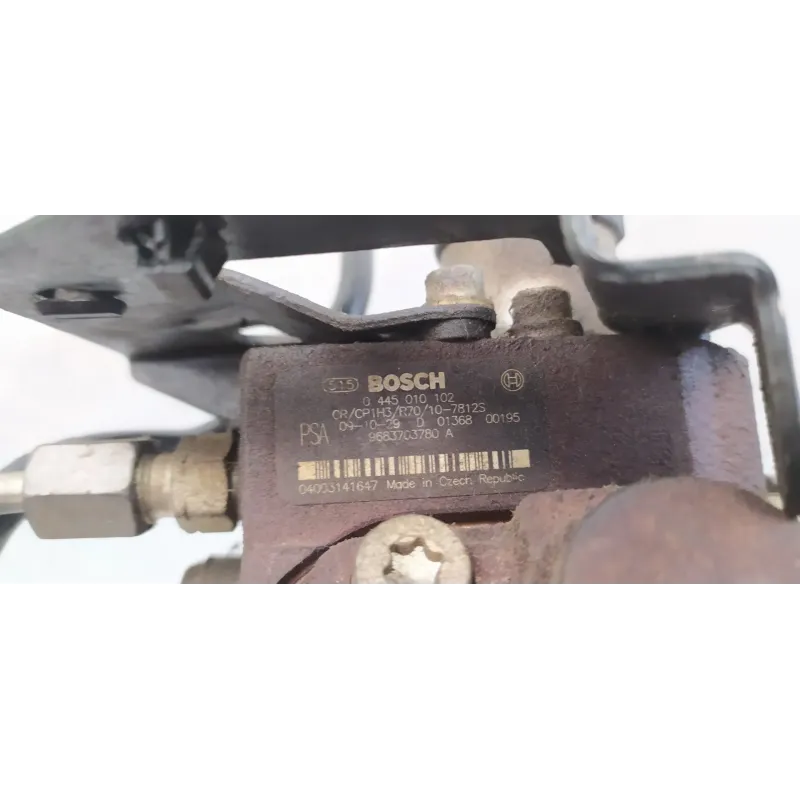 515 BOSCH
0 445 010 102
CR/CP1H3/R70/10-7812S
09-10-29 D 01368 00195
PSA 9683703780 A
04003141647 Made in Czech Republic